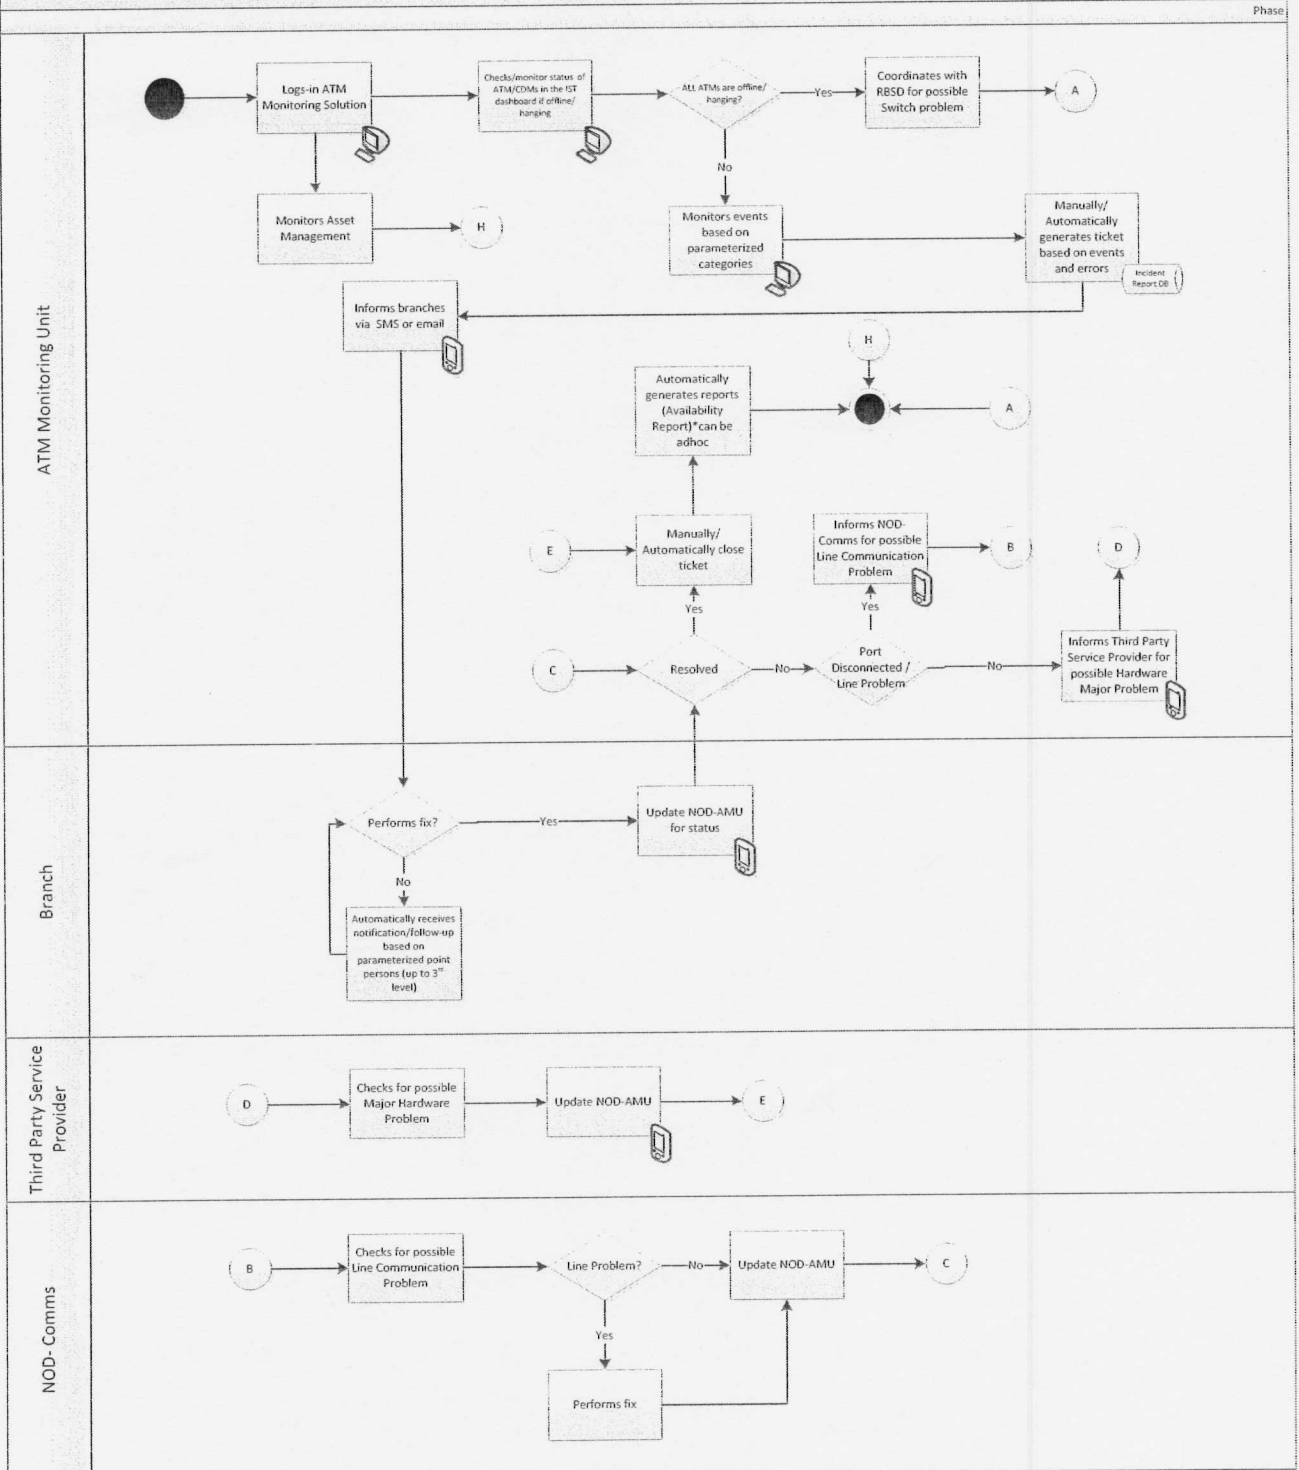 Phase
ATM Monitoring Unit
Logs-in ATM
Monitoring Solution
Checks/monitor status of
ATM/CDMs in the IST
dashboard if offline/
hanging
ALL ATMs are offline/
hanging?
Yes
Coordinates with
RBSD for possible
Switch problem
A
No
Monitors Asset
Management
H
Monitors events
based on
parameterized
categories
Manually/
Automatically
generates ticket
based on events
and errors
Incident
Report DB
Informs branches
via SMS or email
H
Automatically
generates reports
(Availability
Report)*can be
adhoc
A
E
Manually/
Automatically close
ticket
Informs NOD-
Comms for possible
Line Communication
Problem
B
D
Yes
Yes
C
Resolved
No
Port
Disconnected /
Line Problem
No
Informs Third Party
Service Provider for
possible Hardware
Major Problem
Branch
Performs fix?
Yes
Update NOD-AMU
for status
No
Automatically receives
notification/follow-up
based on
parameterized point
persons (up to 3rd
level)
Third Party Service
Provider
D
Checks for possible
Major Hardware
Problem
Update NOD-AMU
E
NOD- Comms
B
Checks for possible
Line Communication
Problem
Line Problem?
No
Update NOD-AMU
C
Yes
Performs fix